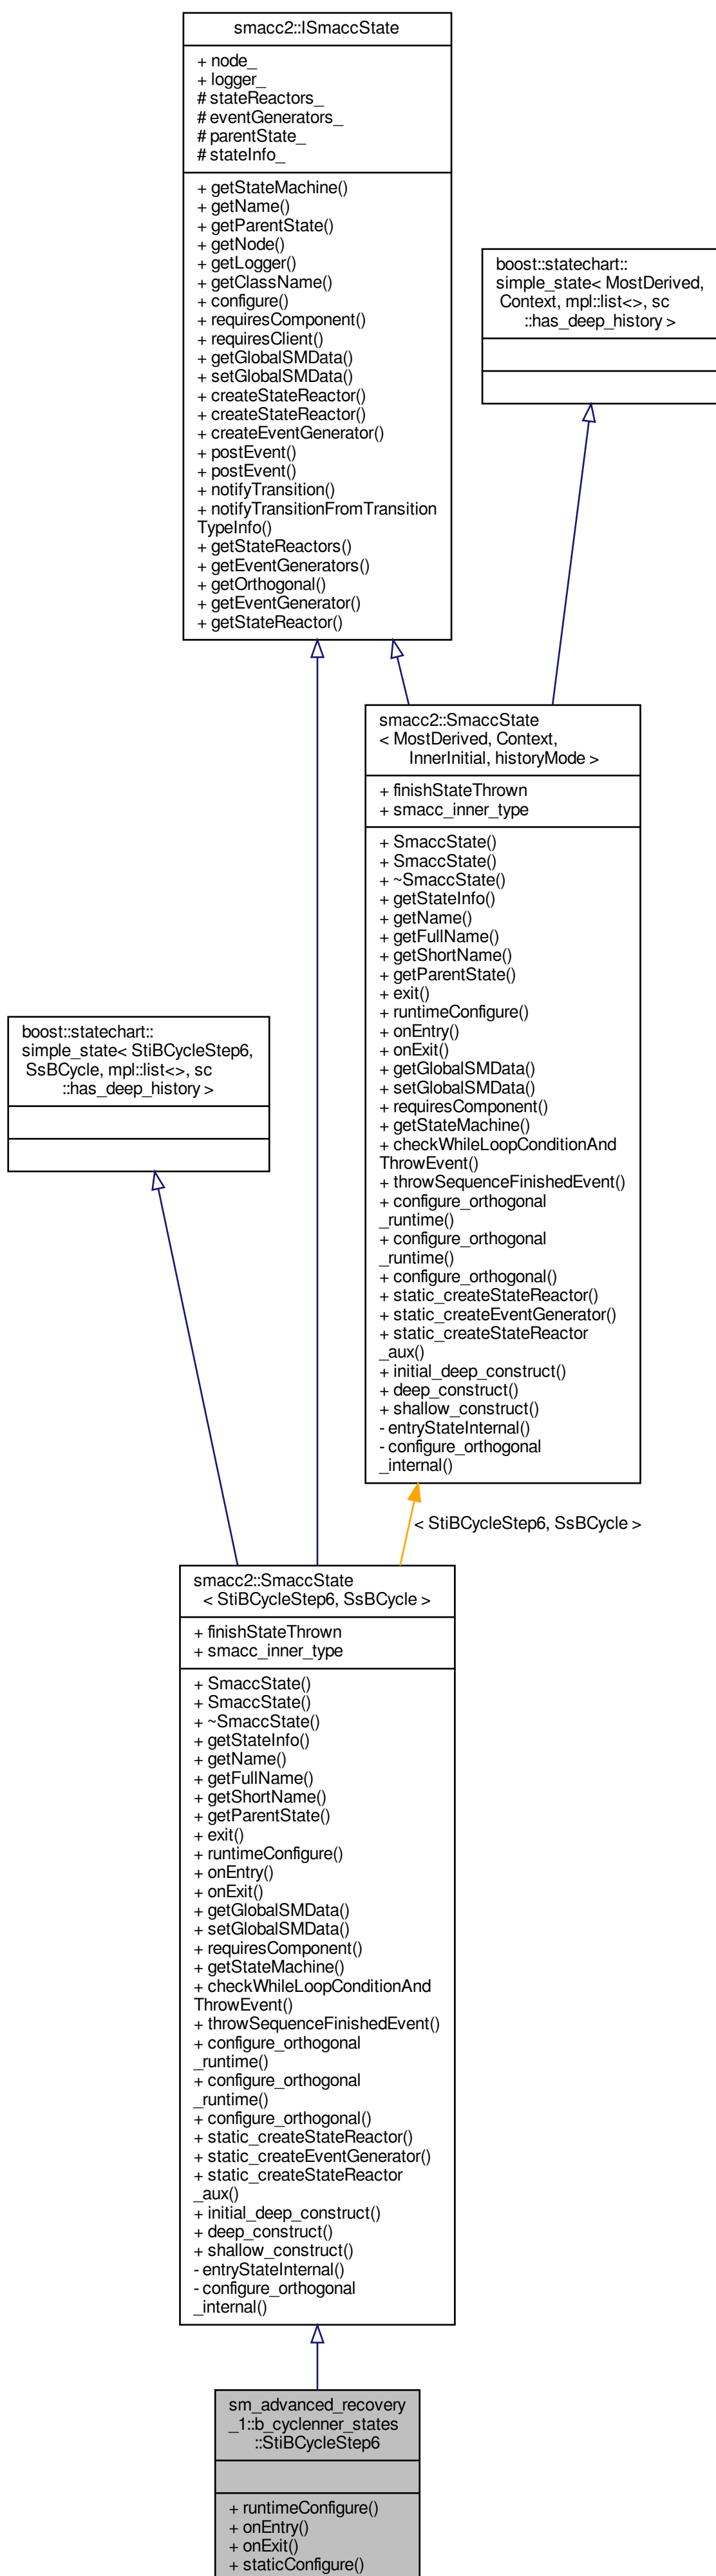 smacc2::ISmaccState
+ node_
+ logger_
# stateReactors_
# eventGenerators_
# parentState_
# stateInfo_
+ getStateMachine()
+ getName()
+ getParentState()
+ getNode()
+ getLogger()
+ getClassName()
+ configure()
+ requiresComponent()
+ requiresClient()
+ getGlobalSMData()
+ setGlobalSMData()
+ createStateReactor()
+ createStateReactor()
+ createEventGenerator()
+ postEvent()
+ postEvent()
+ notifyTransition()
+ notifyTransitionFromTransition
TypeInfo()
+ getStateReactors()
+ getEventGenerators()
+ getOrthogonal()
+ getEventGenerator()
+ getStateReactor()
boost::statechart::
simple_state< MostDerived,
Context, mpl::list<>, sc
::has_deep_history >
smacc2::SmaccState
< MostDerived, Context,
InnerInitial, historyMode >
+ finishStateThrown
+ smacc_inner_type
+ SmaccState()
+ SmaccState()
+ ~SmaccState()
+ getStateInfo()
+ getName()
+ getFullName()
+ getShortName()
+ getParentState()
+ exit()
+ runtimeConfigure()
+ onEntry()
+ onExit()
+ getGlobalSMData()
+ setGlobalSMData()
+ requiresComponent()
+ getStateMachine()
+ checkWhileLoopConditionAnd
ThrowEvent()
+ throwSequenceFinishedEvent()
+ configure_orthogonal
_runtime()
+ configure_orthogonal
_runtime()
+ configure_orthogonal()
+ static_createStateReactor()
+ static_createEventGenerator()
+ static_createStateReactor
_aux()
+ initial_deep_construct()
+ deep_construct()
+ shallow_construct()
- entryStateInternal()
- configure_orthogonal
_internal()
boost::statechart::
simple_state< StiBCycleStep6,
SsBCycle, mpl::list<>, sc
::has_deep_history >
< StiBCycleStep6, SsBCycle >
smacc2::SmaccState
< StiBCycleStep6, SsBCycle >
+ finishStateThrown
+ smacc_inner_type
+ SmaccState()
+ SmaccState()
+ ~SmaccState()
+ getStateInfo()
+ getName()
+ getFullName()
+ getShortName()
+ getParentState()
+ exit()
+ runtimeConfigure()
+ onEntry()
+ onExit()
+ getGlobalSMData()
+ setGlobalSMData()
+ requiresComponent()
+ getStateMachine()
+ checkWhileLoopConditionAnd
ThrowEvent()
+ throwSequenceFinishedEvent()
+ configure_orthogonal
_runtime()
+ configure_orthogonal
_runtime()
+ configure_orthogonal()
+ static_createStateReactor()
+ static_createEventGenerator()
+ static_createStateReactor
_aux()
+ initial_deep_construct()
+ deep_construct()
+ shallow_construct()
- entryStateInternal()
- configure_orthogonal
_internal()
sm_advanced_recovery
_1::b_cyclenner_states
::StiBCycleStep6
+ runtimeConfigure()
+ onEntry()
+ onExit()
+ staticConfigure()